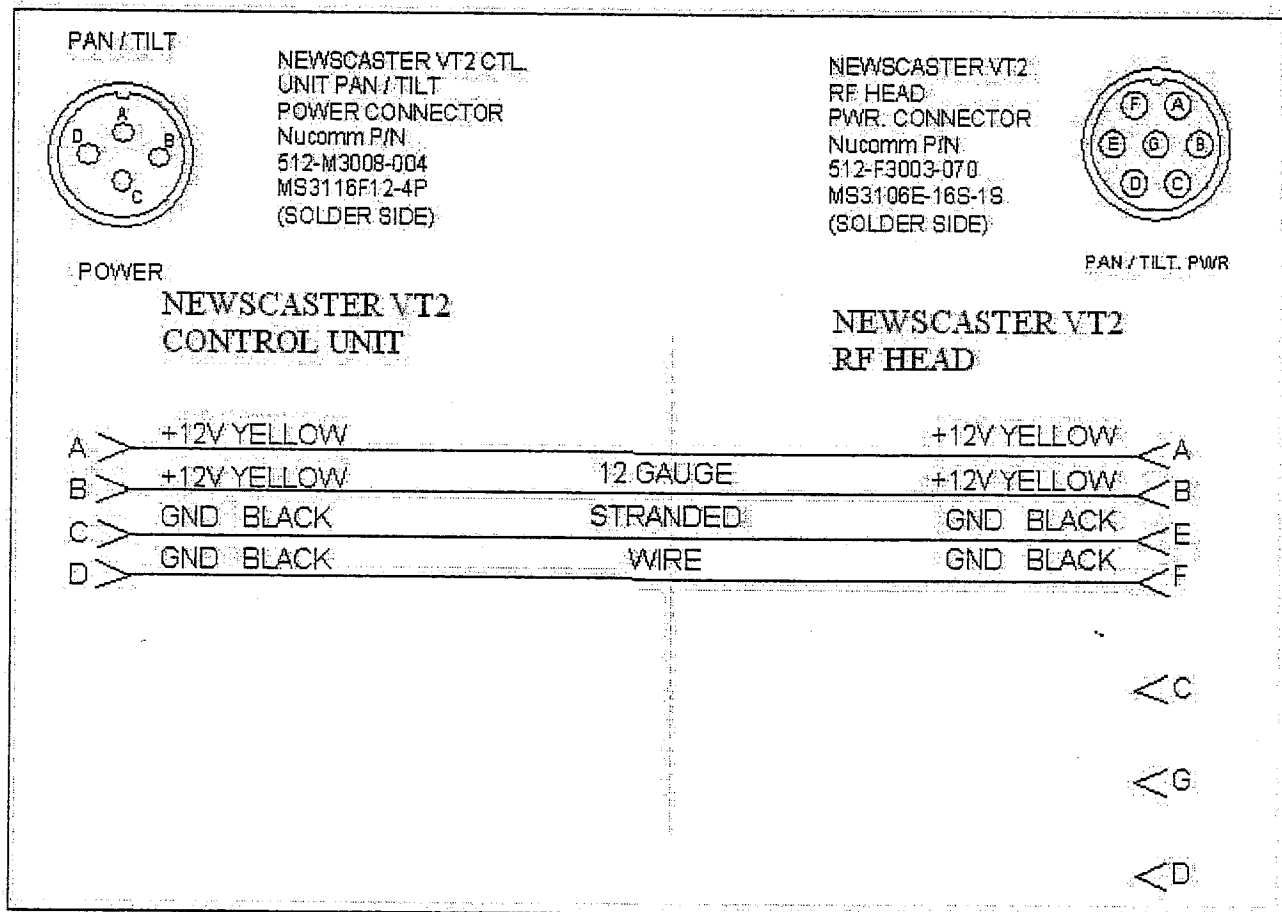 PAN / TILT
A
B
C
D
POWER
NEWSCASTER VT2 CTL
UNIT PAN / TILT
POWER CONNECTOR
Nucomm P/N
512-M3008-004
MS3116F12-4P
(SOLDER SIDE)
NEWSCASTER VT2
RF HEAD
PWR. CONNECTOR
Nucomm P/N
512-F3003-070
MS3106E-16S-1S
(SOLDER SIDE)
F A
E G B
D C
PAN / TILT. PWR
NEWSCASTER VT2
CONTROL UNIT
NEWSCASTER VT2
RF HEAD
A +12V YELLOW +12V YELLOW A
B +12V YELLOW 12 GAUGE +12V YELLOW B
C GND BLACK STRANDED GND BLACK E
D GND BLACK WIRE GND BLACK F
C
G
D